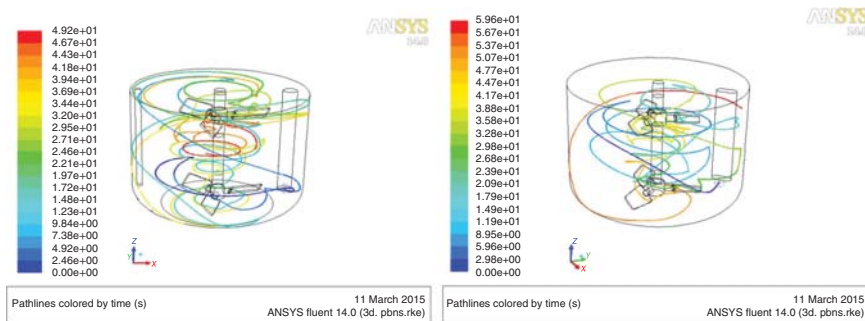 4.92e+01
4.67e+01
4.43e+01
4.18e+01
3.94e+01
3.69e+01
3.44e+01
3.20e+01
2.95e+01
2.71e+01
2.46e+01
2.21e+01
1.97e+01
1.72e+01
1.48e+01
1.23e+01
9.84e+00
7.38e+00
4.92e+00
2.46e+00
0.00e+00
ANSYS
14.0
Z
Y
X
Pathlines colored by time (s)
11 March 2015
ANSYS fluent 14.0 (3d. pbns.rke)
5.96e+01
5.67e+01
5.37e+01
5.07e+01
4.77e+01
4.47e+01
4.17e+01
3.88e+01
3.58e+01
3.28e+01
2.98e+01
2.68e+01
2.39e+01
2.09e+01
1.79e+01
1.49e+01
1.19e+01
8.95e+00
5.96e+00
2.98e+00
0.00e+00
ANSYS
14.0
Z
Y
X
Pathlines colored by time (s)
11 March 2015
ANSYS fluent 14.0 (3d. pbns.rke)